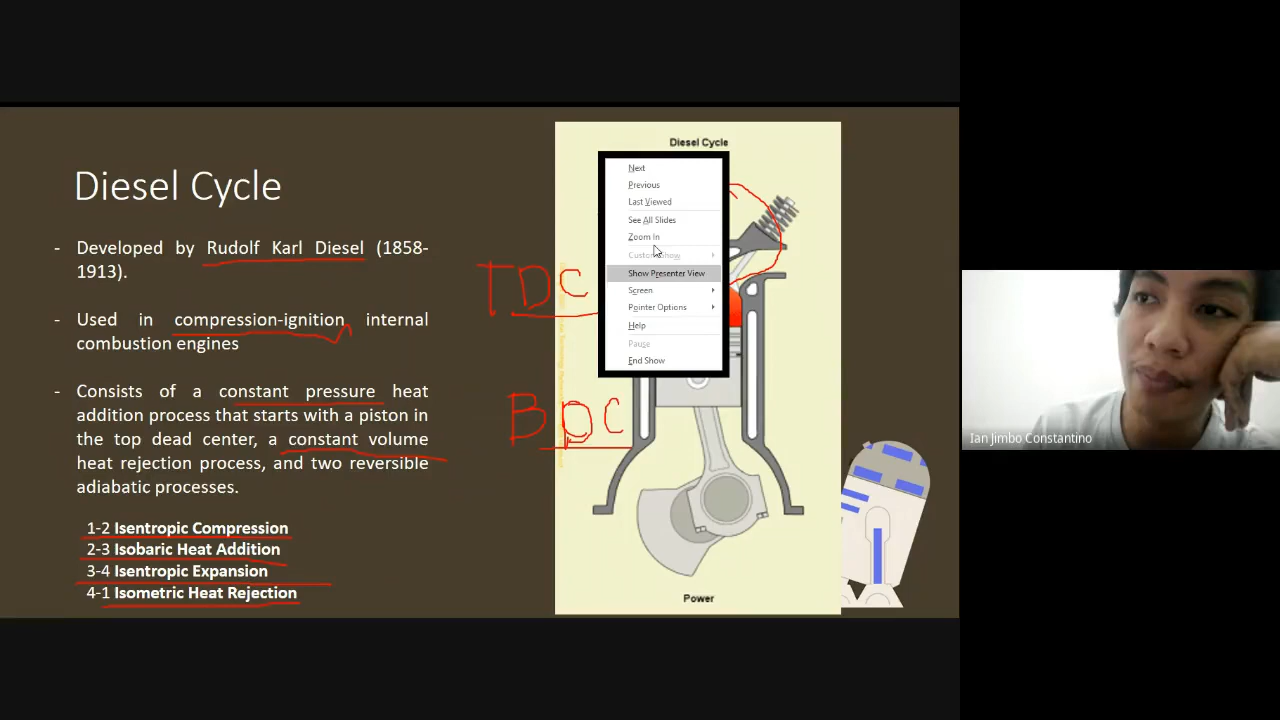 Diesel Cycle
- Developed by Rudolf Karl Diesel (1858-
1913).
- Used in compression-ignition internal
combustion engines
- Consists of a constant pressure heat
addition process that starts with a piston in
the top dead center, a constant volume
heat rejection process, and two reversible
adiabatic processes.
1-2 Isentropic Compression
2-3 Isobaric Heat Addition
3-4 Isentropic Expansion
4-1 Isometric Heat Rejection
Diesel Cycle
Next
Previous
Last Viewed
See All Slides
Zoom In
Custom Show
Show Presenter View
Screen
Pointer Options
Help
Pause
End Show
TDC
BDC
Power
Ian Jimbo Constantino